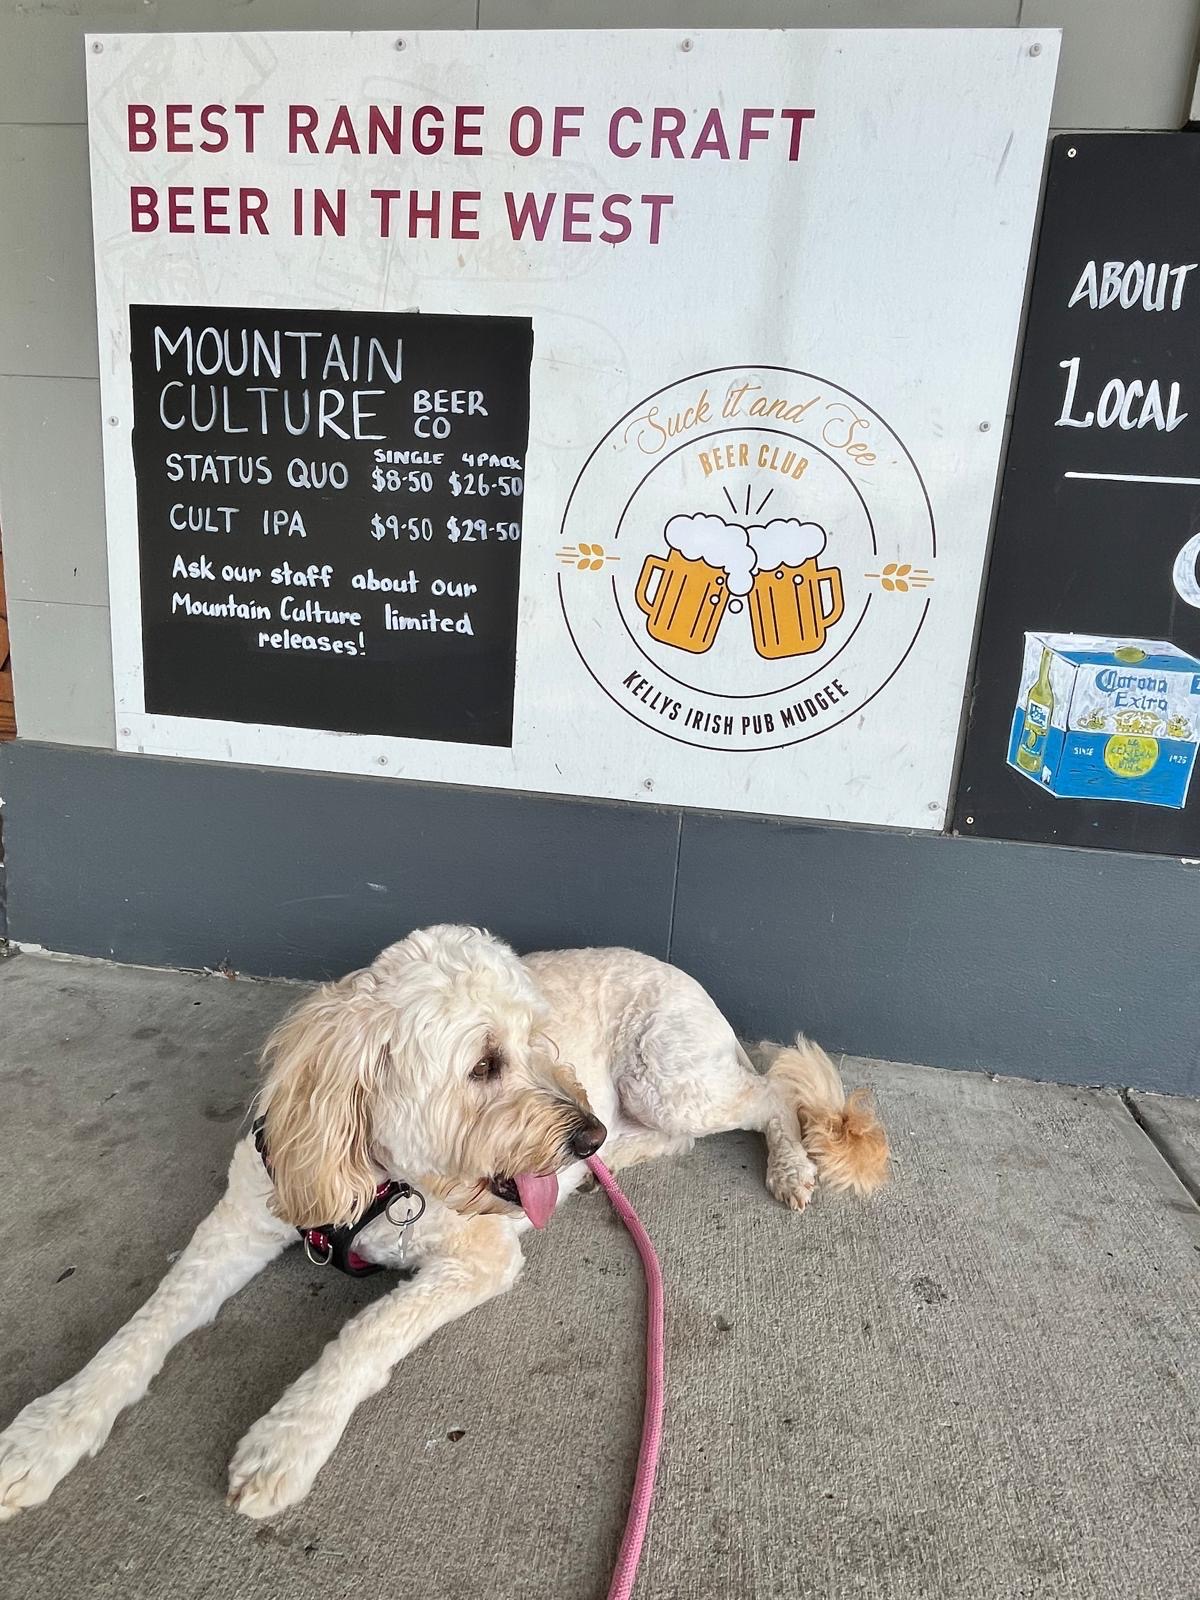 BEST RANGE OF CRAFT
BEER IN THE WEST
MOUNTAIN
CULTURE BEER CO
SINGLE 4PACK
STATUS QUO $8·50 $26·50
CULT IPA $9·50 $29·50
Ask our staff about our
Mountain Culture limited
releases!
'Suck it and See'
BEER CLUB
KELLYS IRISH PUB MUDGEE
ABOUT
LOCAL
Corona
Extra
SINCE 1925